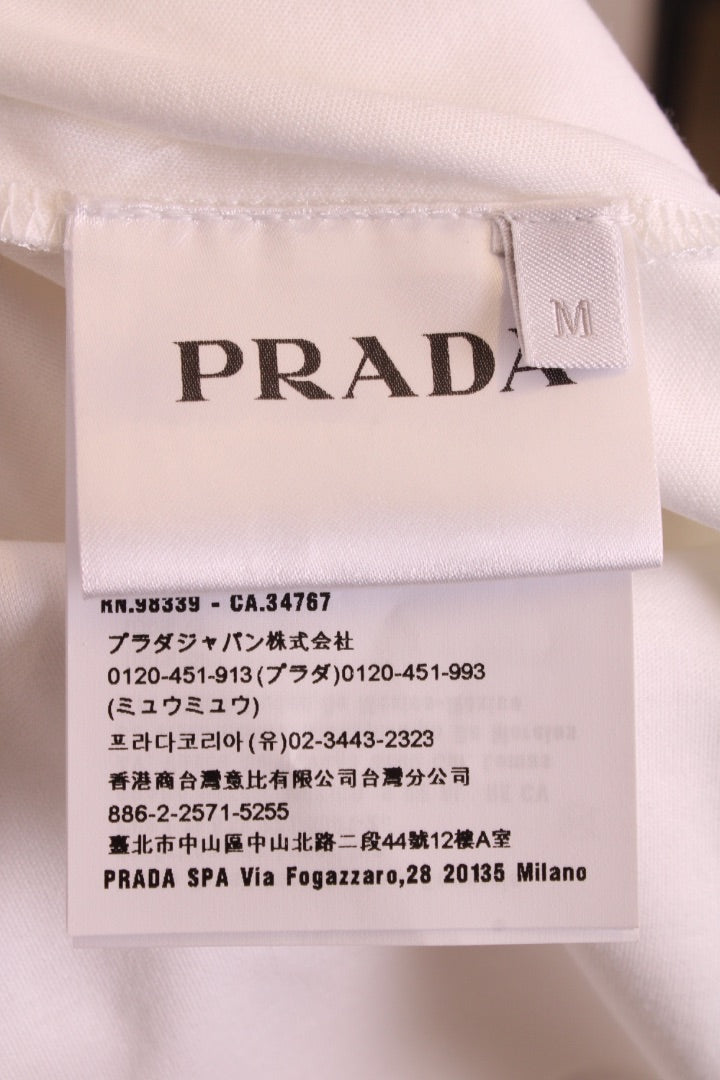 PRADA
M
RN.98339 - CA.34767
プラダジャパン株式会社
0120-451-913(プラダ)0120-451-993
(ミュウミュウ)
프라다코리아(유)02-3443-2323
香港商台灣意比有限公司台灣分公司
886-2-2571-5255
臺北市中山區中山北路二段44號12樓A室
PRADA SPA Via Fogazzaro,28 20135 Milano